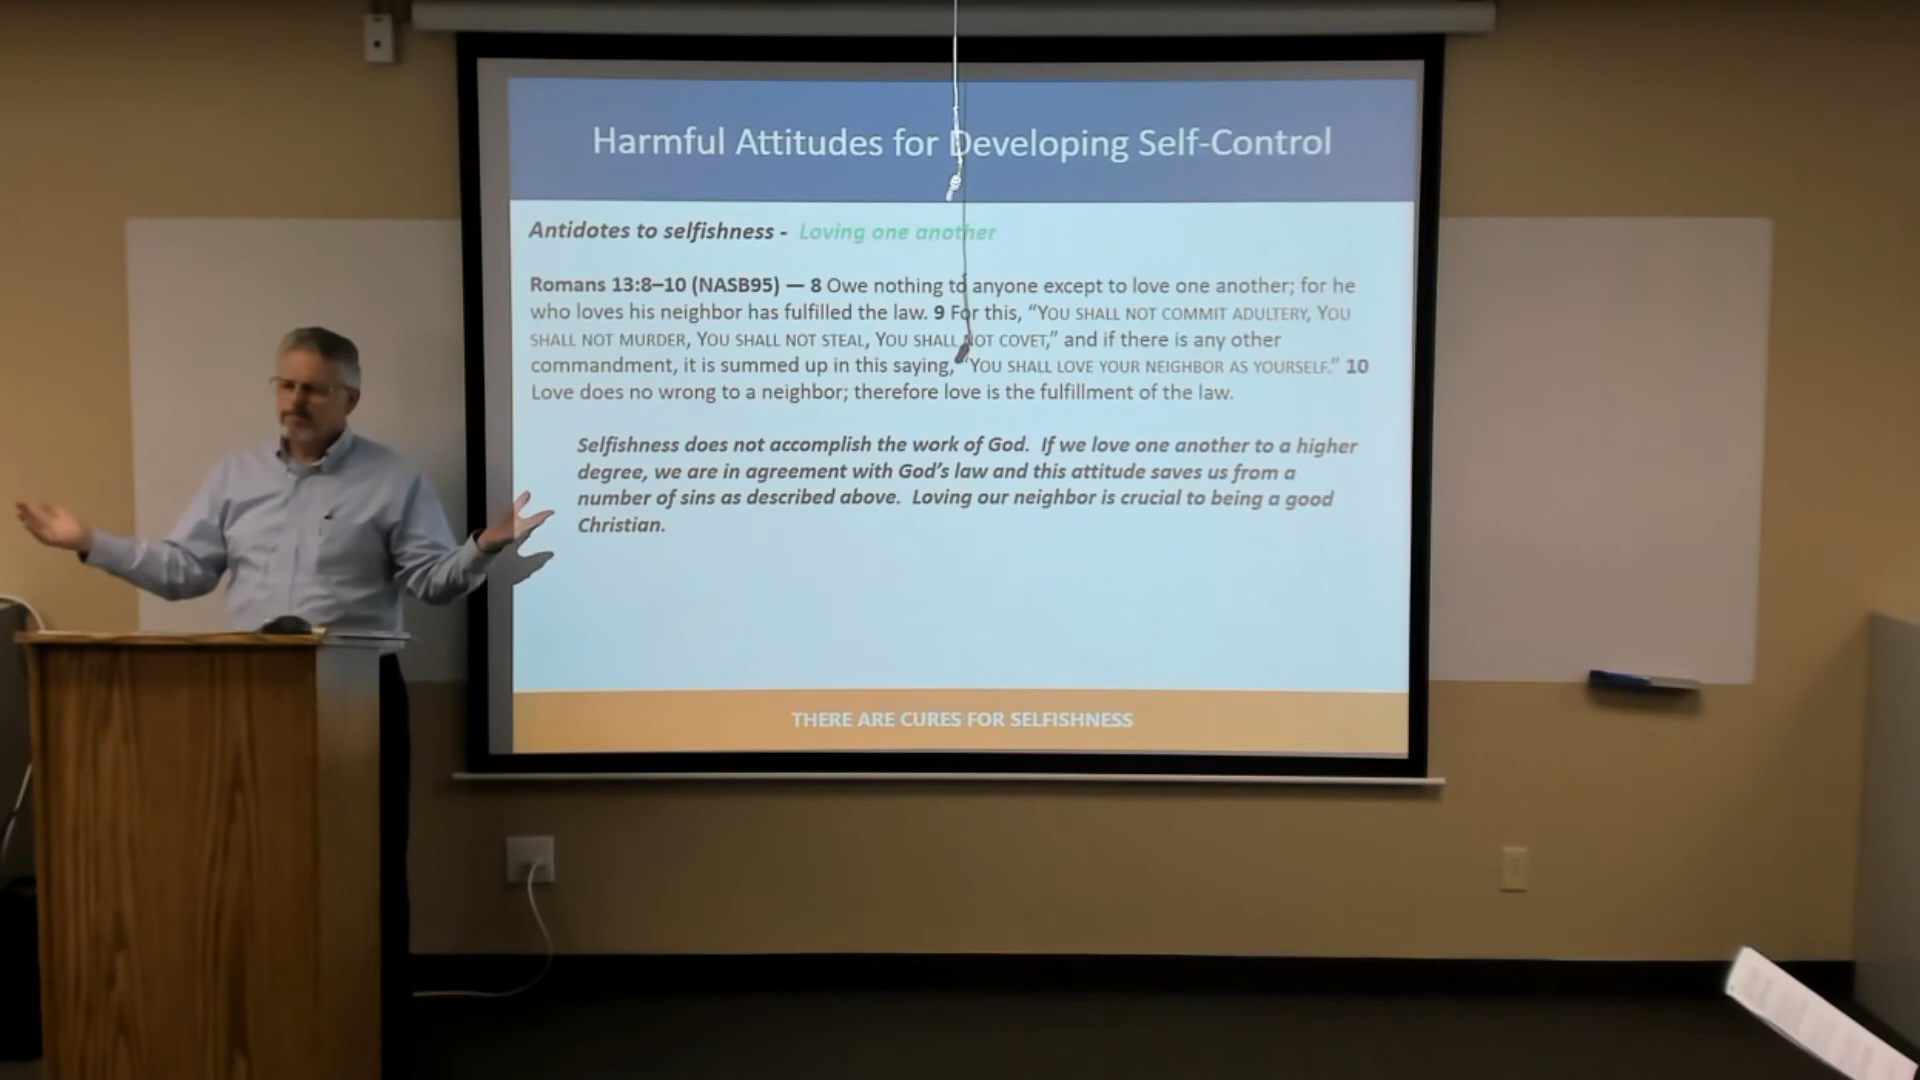 Harmful Attitudes for Developing Self-Control
Antidotes to selfishness - Loving one another
Romans 13:8–10 (NASB95) — 8 Owe nothing to anyone except to love one another; for he
who loves his neighbor has fulfilled the law. 9 For this, “YOU SHALL NOT COMMIT ADULTERY, YOU
SHALL NOT MURDER, YOU SHALL NOT STEAL, YOU SHALL NOT COVET,” and if there is any other
commandment, it is summed up in this saying, “YOU SHALL LOVE YOUR NEIGHBOR AS YOURSELF.” 10
Love does no wrong to a neighbor; therefore love is the fulfillment of the law.
Selfishness does not accomplish the work of God. If we love one another to a higher
degree, we are in agreement with God’s law and this attitude saves us from a
number of sins as described above. Loving our neighbor is crucial to being a good
Christian.
THERE ARE CURES FOR SELFISHNESS